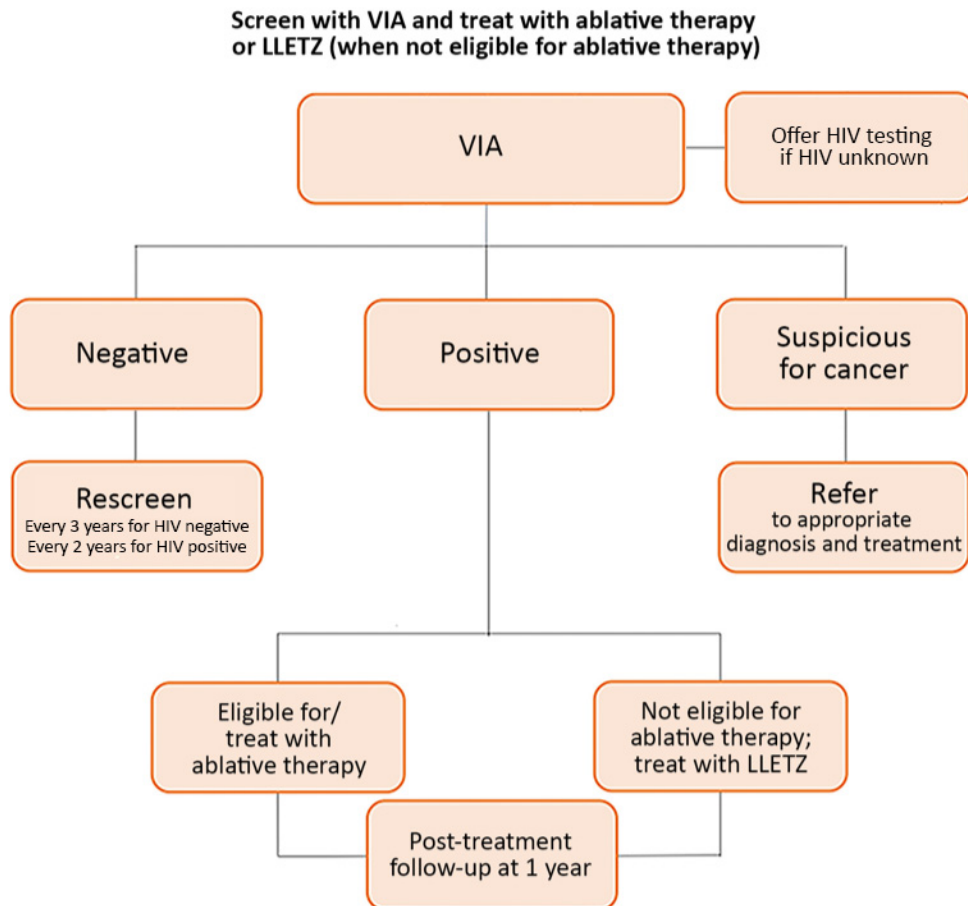 Screen with VIA and treat with ablative therapy
or LLETZ (when not eligible for ablative therapy)
VIA
Offer HIV testing
if HIV unknown
Negative
Positive
Suspicious
for cancer
Rescreen
Every 3 years for HIV negative
Every 2 years for HIV positive
Refer
to appropriate
diagnosis and treatment
Eligible for/
treat with
ablative therapy
Not eligible for
ablative therapy;
treat with LLETZ
Post-treatment
follow-up at 1 year